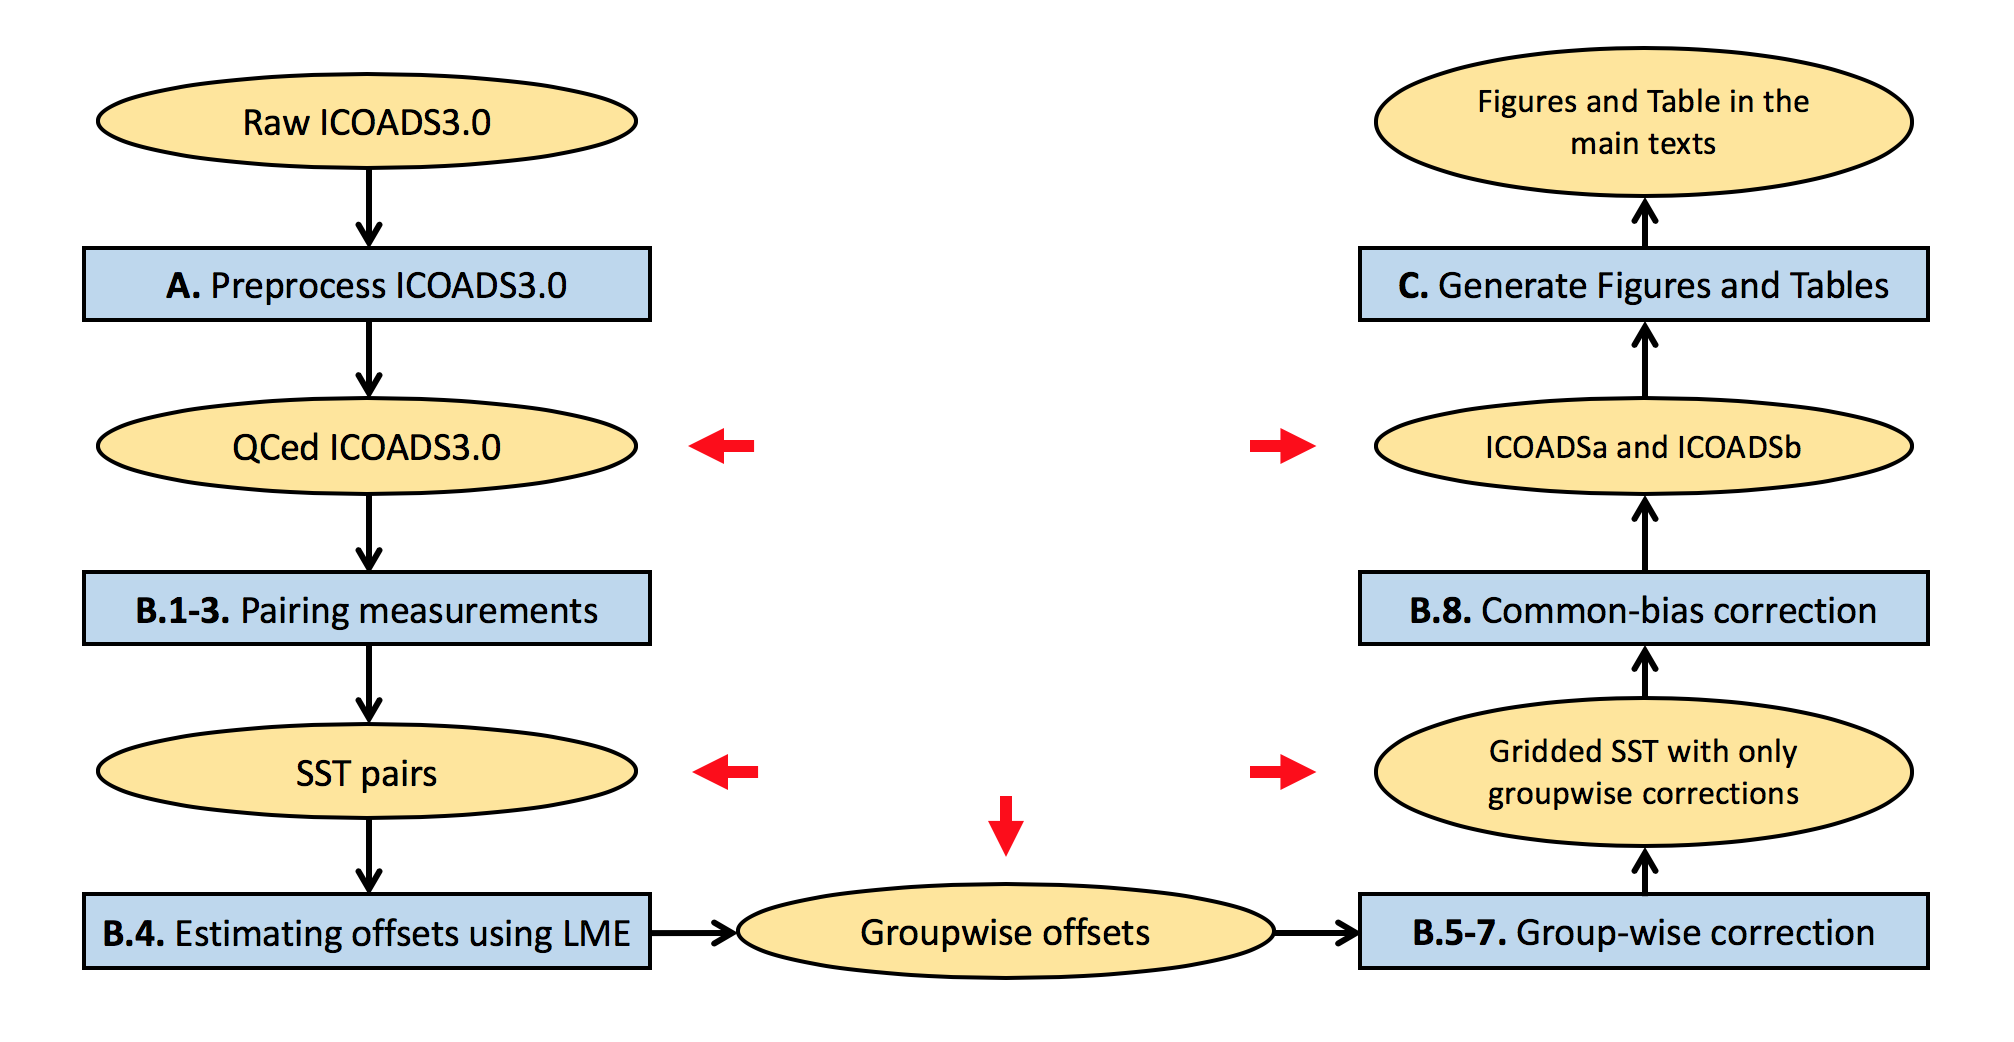 Raw ICOADS3.0
A. Preprocess ICOADS3.0
QCed ICOADS3.0
B.1-3. Pairing measurements
SST pairs
B.4. Estimating offsets using LME
Groupwise offsets
B.5-7. Group-wise correction
Gridded SST with only
groupwise corrections
B.8. Common-bias correction
ICOADSa and ICOADSb
C. Generate Figures and Tables
Figures and Table in the
main texts